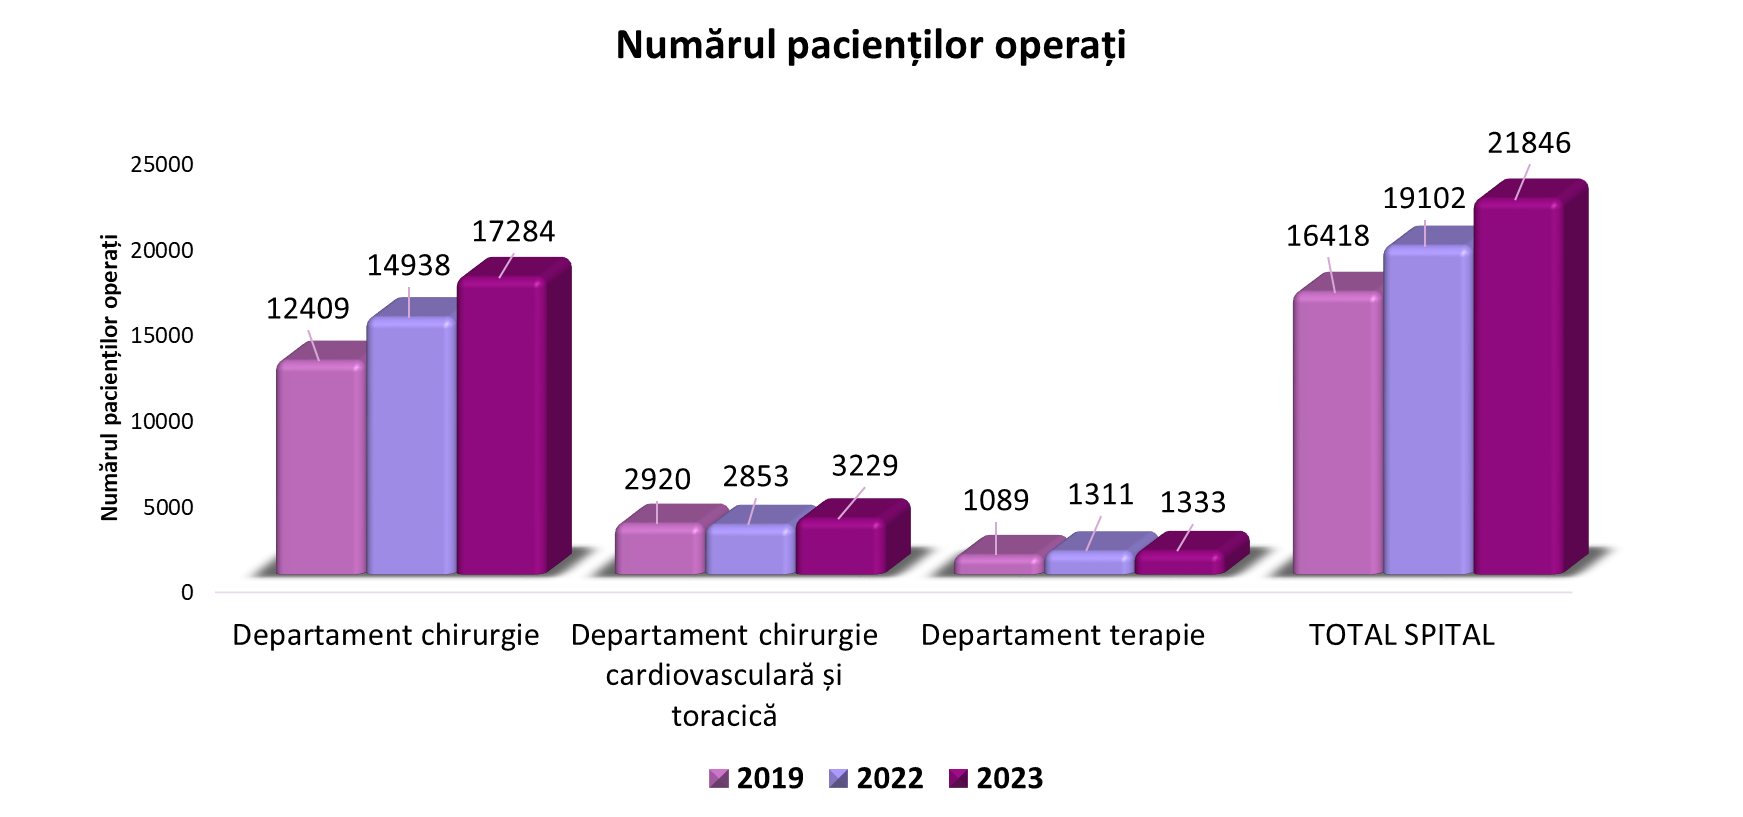 Numărul pacienților operați
Numărul pacienților operați
25000
20000
15000
10000
5000
0
12409
14938
17284
2920
2853
3229
1089
1311
1333
16418
19102
21846
Departament chirurgie
Departament chirurgie
cardiovasculară și
toracică
Departament terapie
TOTAL SPITAL
2019 2022 2023